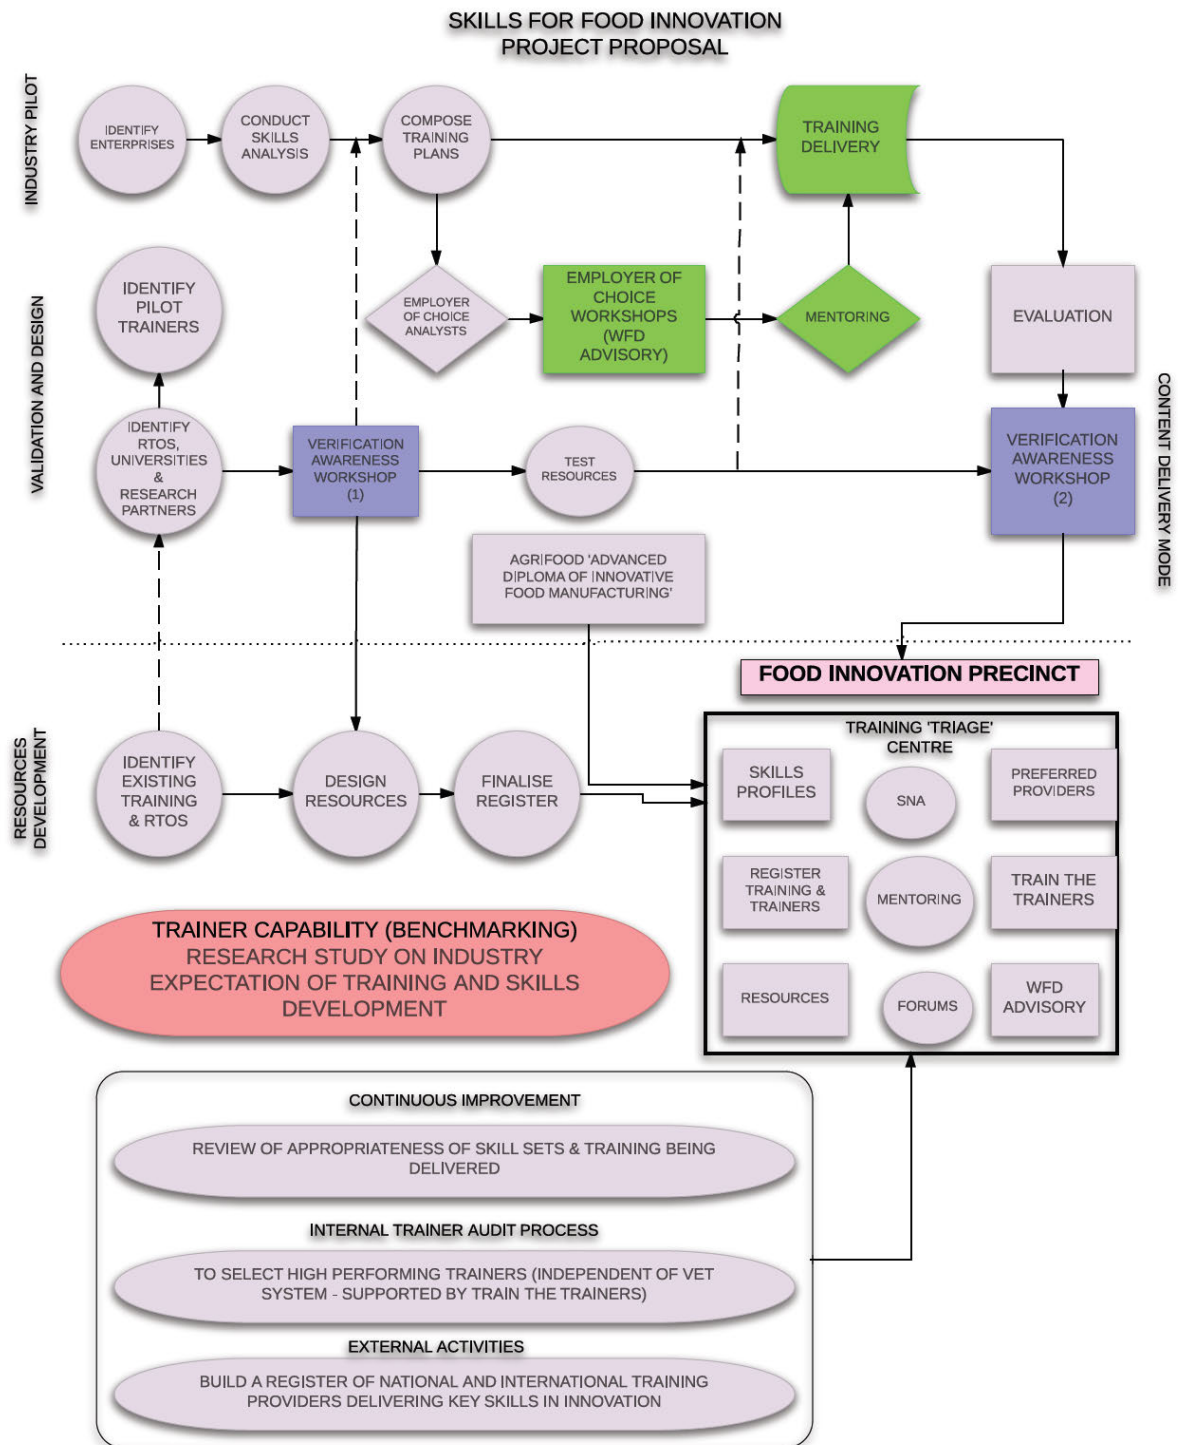 SKILLS FOR FOOD INNOVATION
PROJECT PROPOSAL
INDUSTRY PILOT
IDENTIFY
ENTERPRISES
CONDUCT
SKILLS
ANALYSIS
COMPOSE
TRAINING
PLANS
TRAINING
DELIVERY
VALIDATION AND DESIGN
IDENTIFY
PILOT
TRAINERS
EMPLOYER
OF CHOICE
ANALYSTS
EMPLOYER OF
CHOICE
WORKSHOPS
(WFD
ADVISORY)
MENTORING
EVALUATION
CONTENT DELIVERY MODE
IDENTIFY
RTOS,
UNIVERSITIES
&
RESEARCH
PARTNERS
VERIFICATION
AWARENESS
WORKSHOP
(1)
TEST
RESOURCES
VERIFICATION
AWARENESS
WORKSHOP
(2)
AGRIFOOD 'ADVANCED
DIPLOMA OF INNOVATIVE
FOOD MANUFACTURING'
FOOD INNOVATION PRECINCT
RESOURCES
DEVELOPMENT
IDENTIFY
EXISTING
TRAINING
& RTOS
DESIGN
RESOURCES
FINALISE
REGISTER
TRAINING 'TRIAGE'
CENTRE
SKILLS
PROFILES
SNA
PREFERRED
PROVIDERS
REGISTER
TRAINING &
TRAINERS
MENTORING
TRAIN THE
TRAINERS
RESOURCES
FORUMS
WFD
ADVISORY
TRAINER CAPABILITY (BENCHMARKING)
RESEARCH STUDY ON INDUSTRY
EXPECTATION OF TRAINING AND SKILLS
DEVELOPMENT
CONTINUOUS IMPROVEMENT
REVIEW OF APPROPRIATENESS OF SKILL SETS & TRAINING BEING
DELIVERED
INTERNAL TRAINER AUDIT PROCESS
TO SELECT HIGH PERFORMING TRAINERS (INDEPENDENT OF VET
SYSTEM - SUPPORTED BY TRAIN THE TRAINERS)
EXTERNAL ACTIVITIES
BUILD A REGISTER OF NATIONAL AND INTERNATIONAL TRAINING
PROVIDERS DELIVERING KEY SKILLS IN INNOVATION